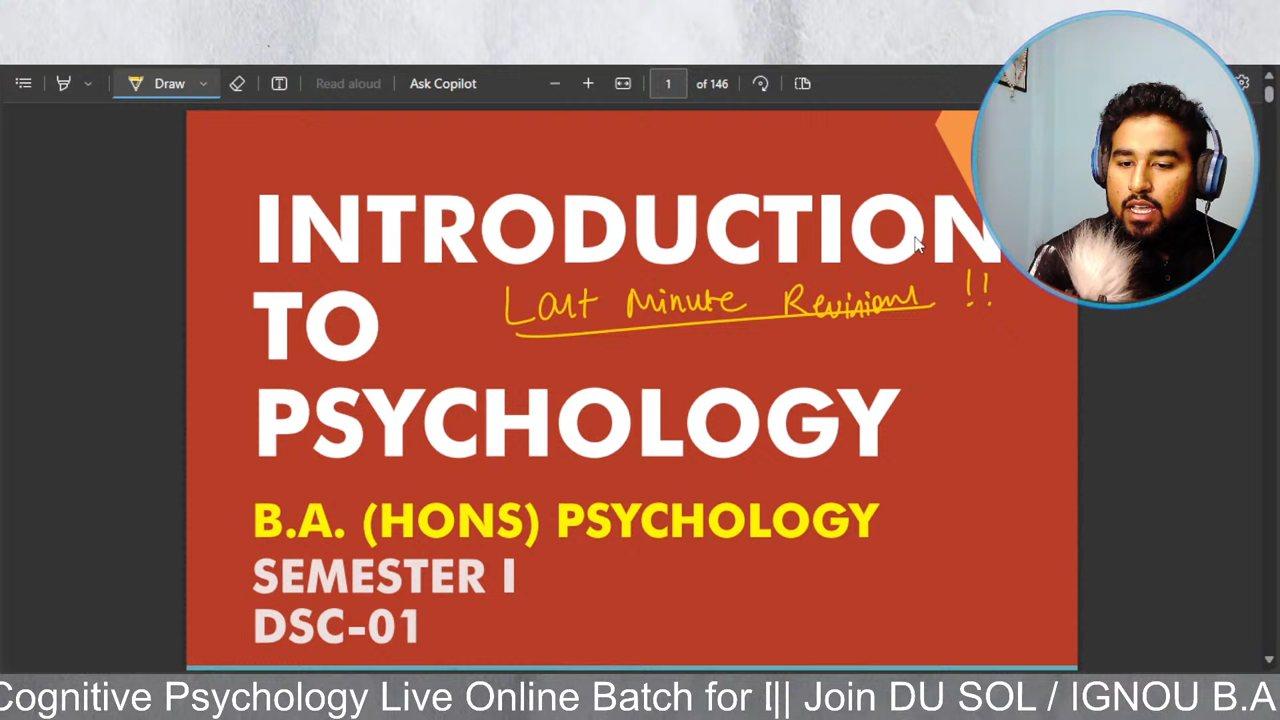 Draw
Read aloud
Ask Copilot
1
of 146
INTRODUCTION
Last Minute Revision !!
TO
PSYCHOLOGY
B.A. (HONS) PSYCHOLOGY
SEMESTER I
DSC-01
Cognitive Psychology Live Online Batch for I|| Join DU SOL / IGNOU B.A